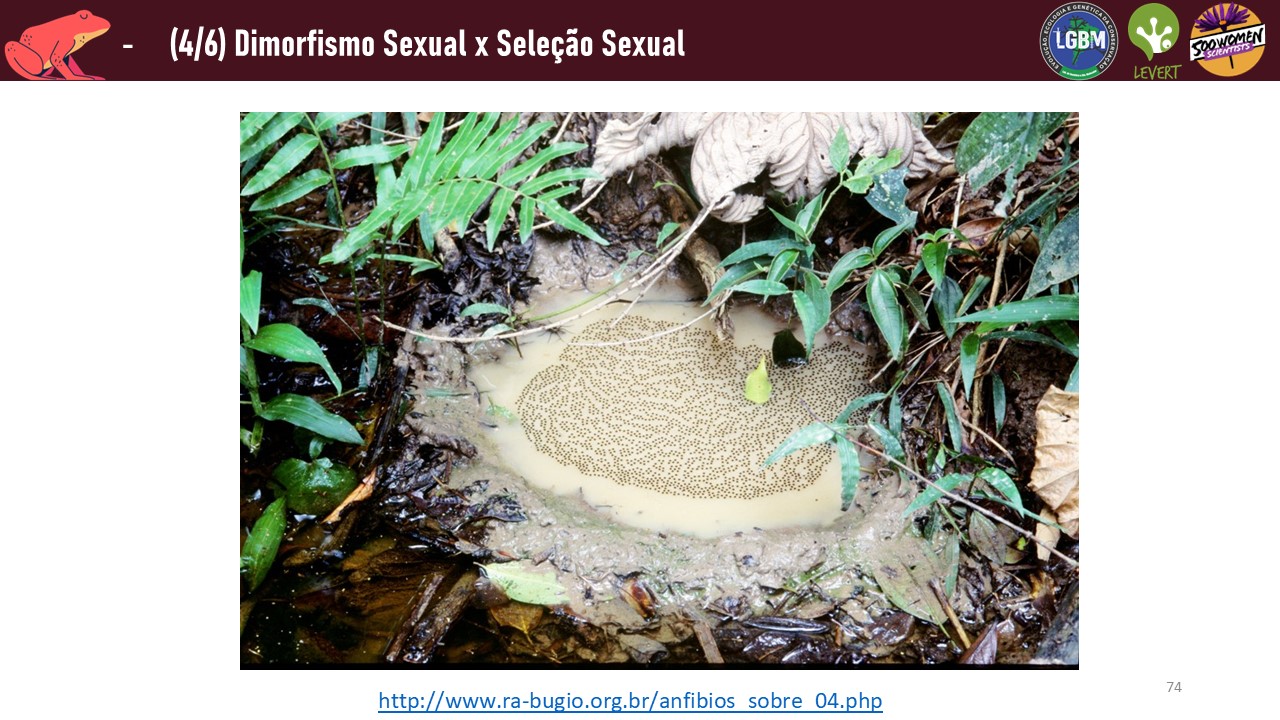 - (4/6) Dimorfismo Sexual x Seleção Sexual
EVOLUÇÃO, ECOLOGIA E GENÉTICA DA CONSERVAÇÃO
LGBM
LEVERT
500 WOMEN
SCIENTISTS
http://www.ra-bugio.org.br/anfibios_sobre_04.php
74